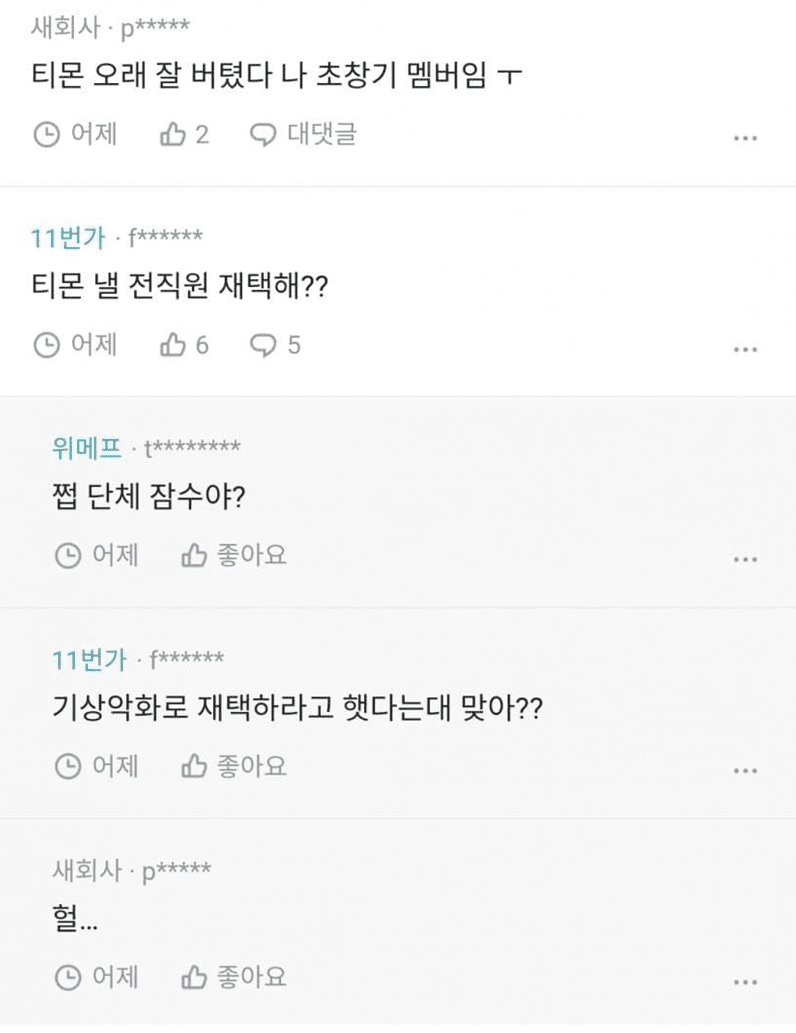 새회사 · p*****
티몬 오래 잘 버텼다 나 초창기 멤버임 ㅜ
어제 2 대댓글
11번가 · f******
티몬 낼 전직원 재택해??
어제 6 5
위메프 · t********
쩝 단체 잠수야?
어제 좋아요
11번가 · f******
기상악화로 재택하라고 햇다는대 맞아??
어제 좋아요
새회사 · p*****
헐...
어제 좋아요